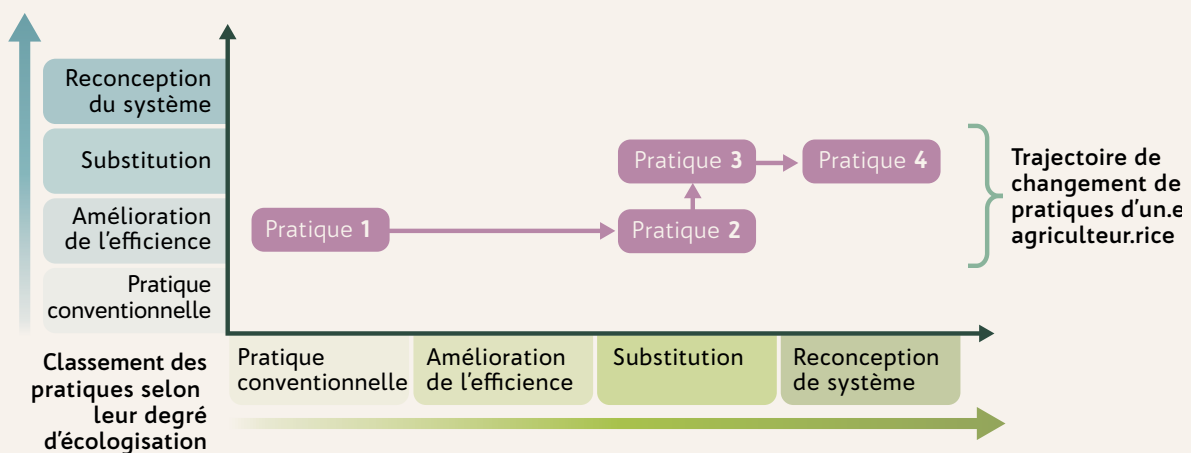 Reconception
du système
Substitution
Amélioration
de l'efficience
Pratique
conventionnelle
Pratique 1
Pratique 2
Pratique 3
Pratique 4
Trajectoire de
changement de
pratiques d'un.e
agriculteur.rice
Classement des
pratiques selon
leur degré
d'écologisation
Pratique
conventionnelle
Amélioration
de l'efficience
Substitution
Reconception
de système